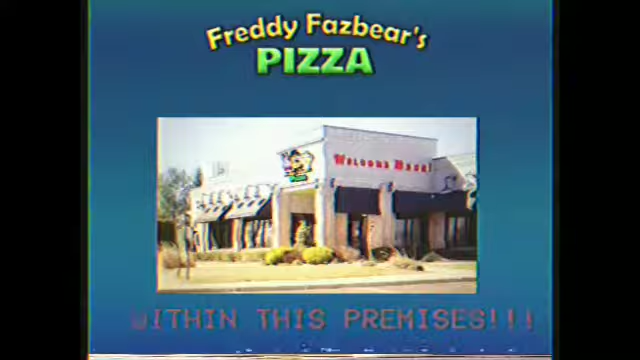 Freddy Fazbear's
PIZZA
WELCOME BACK!
WITHIN THIS PREMISES!!!